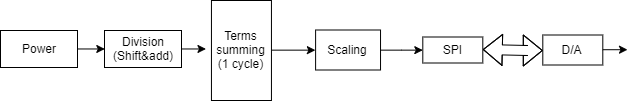 Power
Division
(Shift&add)
Terms
summing
(1 cycle)
Scaling
SPI
D/A